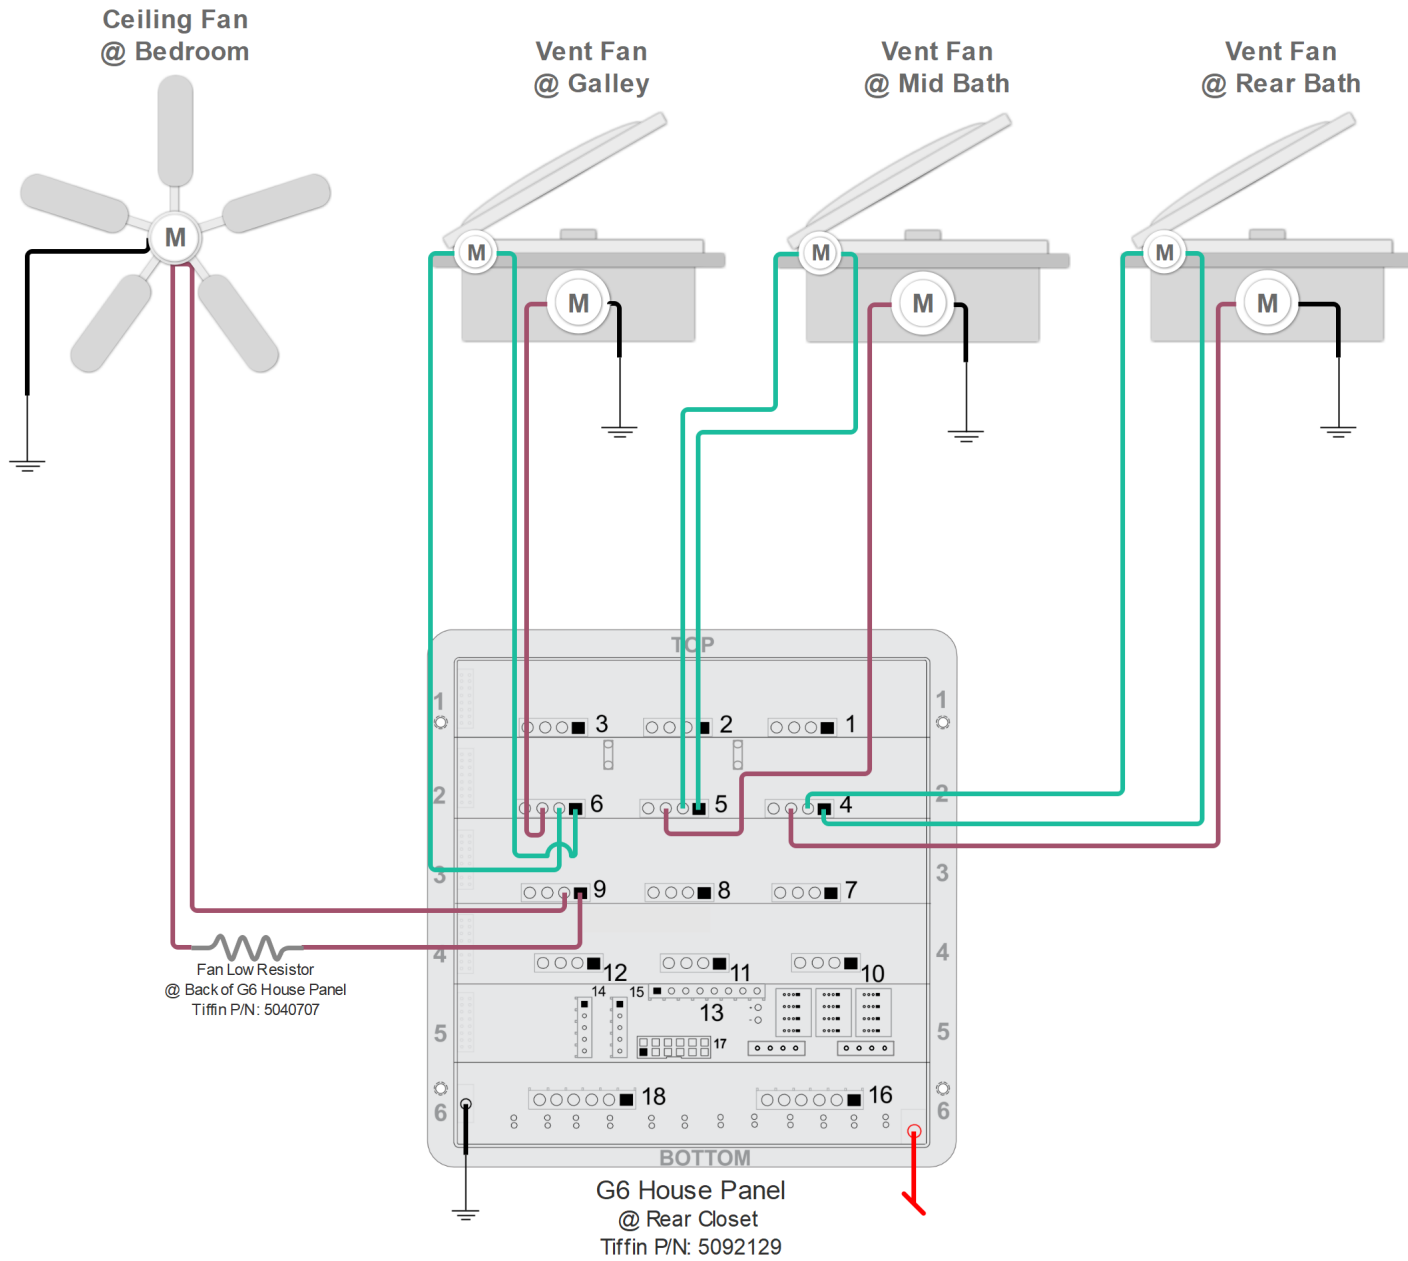 Ceiling Fan
@ Bedroom
Vent Fan
@ Galley
Vent Fan
@ Mid Bath
Vent Fan
@ Rear Bath
M
M
M
M
M
M
M
TOP
1
1
3
2
1
2
2
6
5
4
3
3
9
8
7
4
4
12
11
10
14
15
13
5
5
17
18
16
6
6
BOTTOM
Fan Low Resistor
@ Back of G6 House Panel
Tiffin P/N: 5040707
G6 House Panel
@ Rear Closet
Tiffin P/N: 5092129